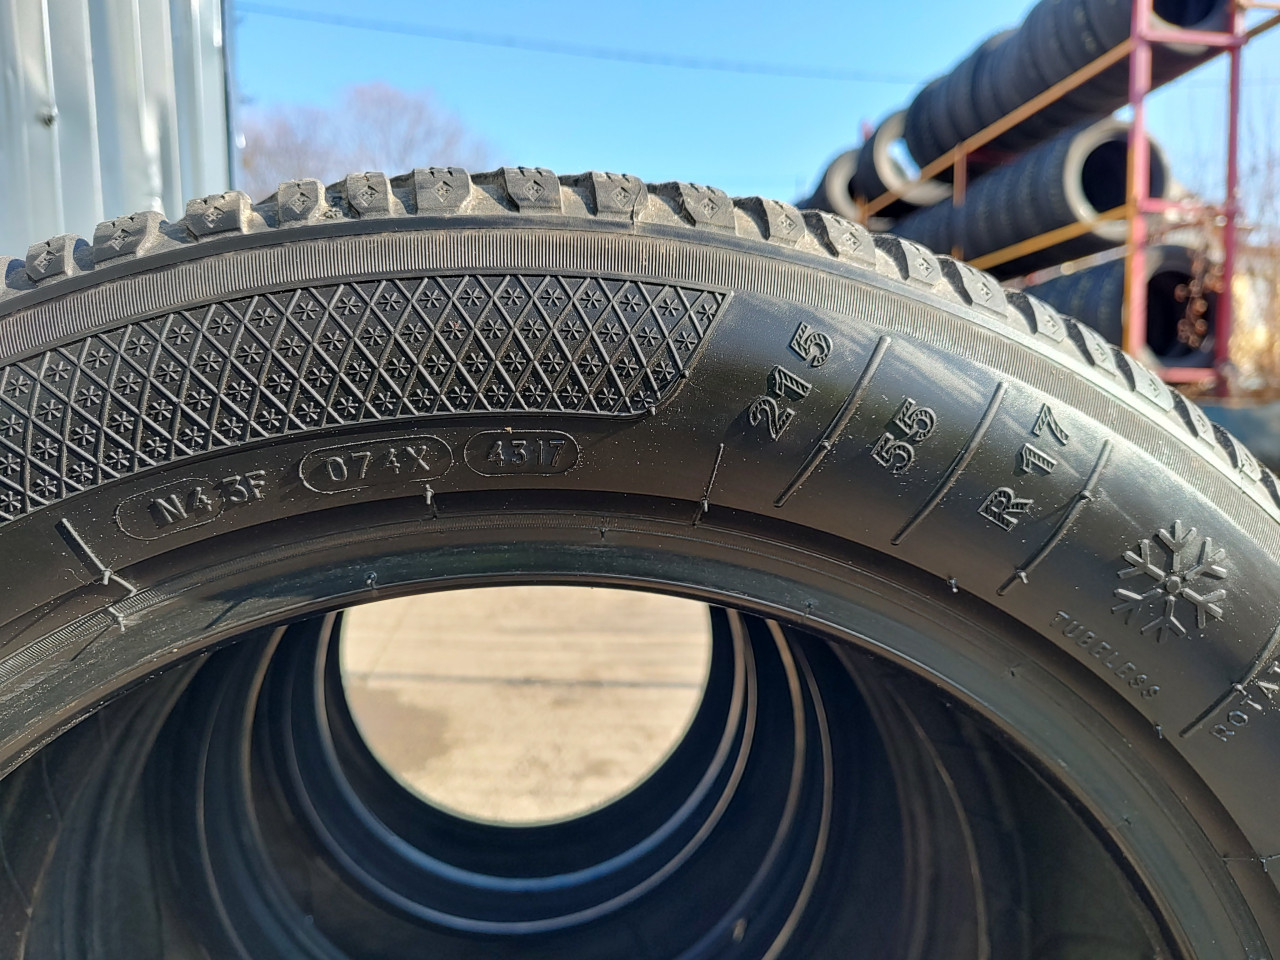 N43F 074X 4317
215 55 R17
TUBELESS